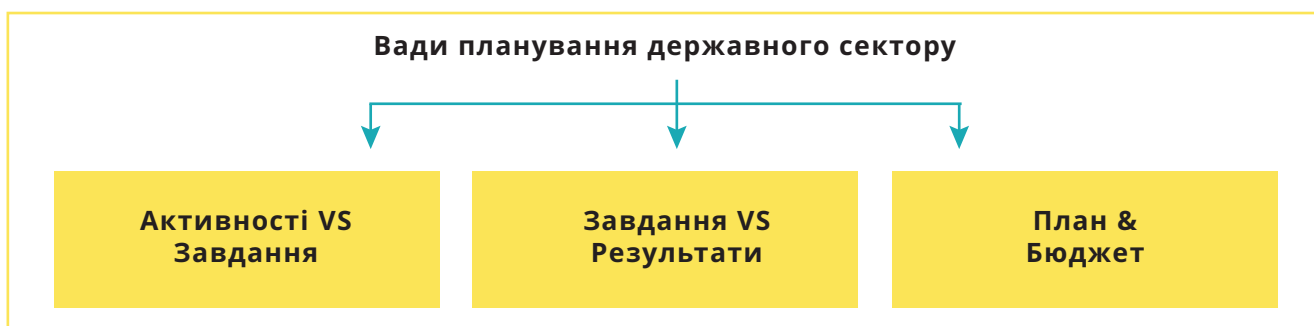 Вади планування державного сектору
Активності VS
Завдання
Завдання VS
Результати
План &
Бюджет